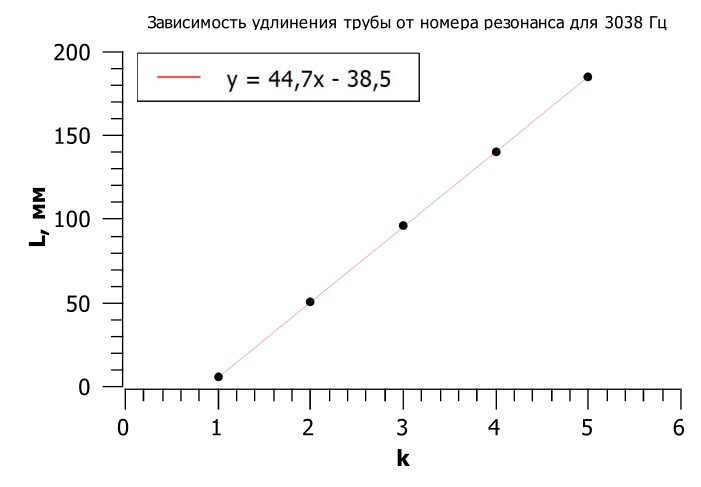 Зависимость удлинения трубы от номера резонанса для 3038 Гц
y = 44,7x - 38,5
200
150
100
50
0
L, мм
0 1 2 3 4 5 6
k